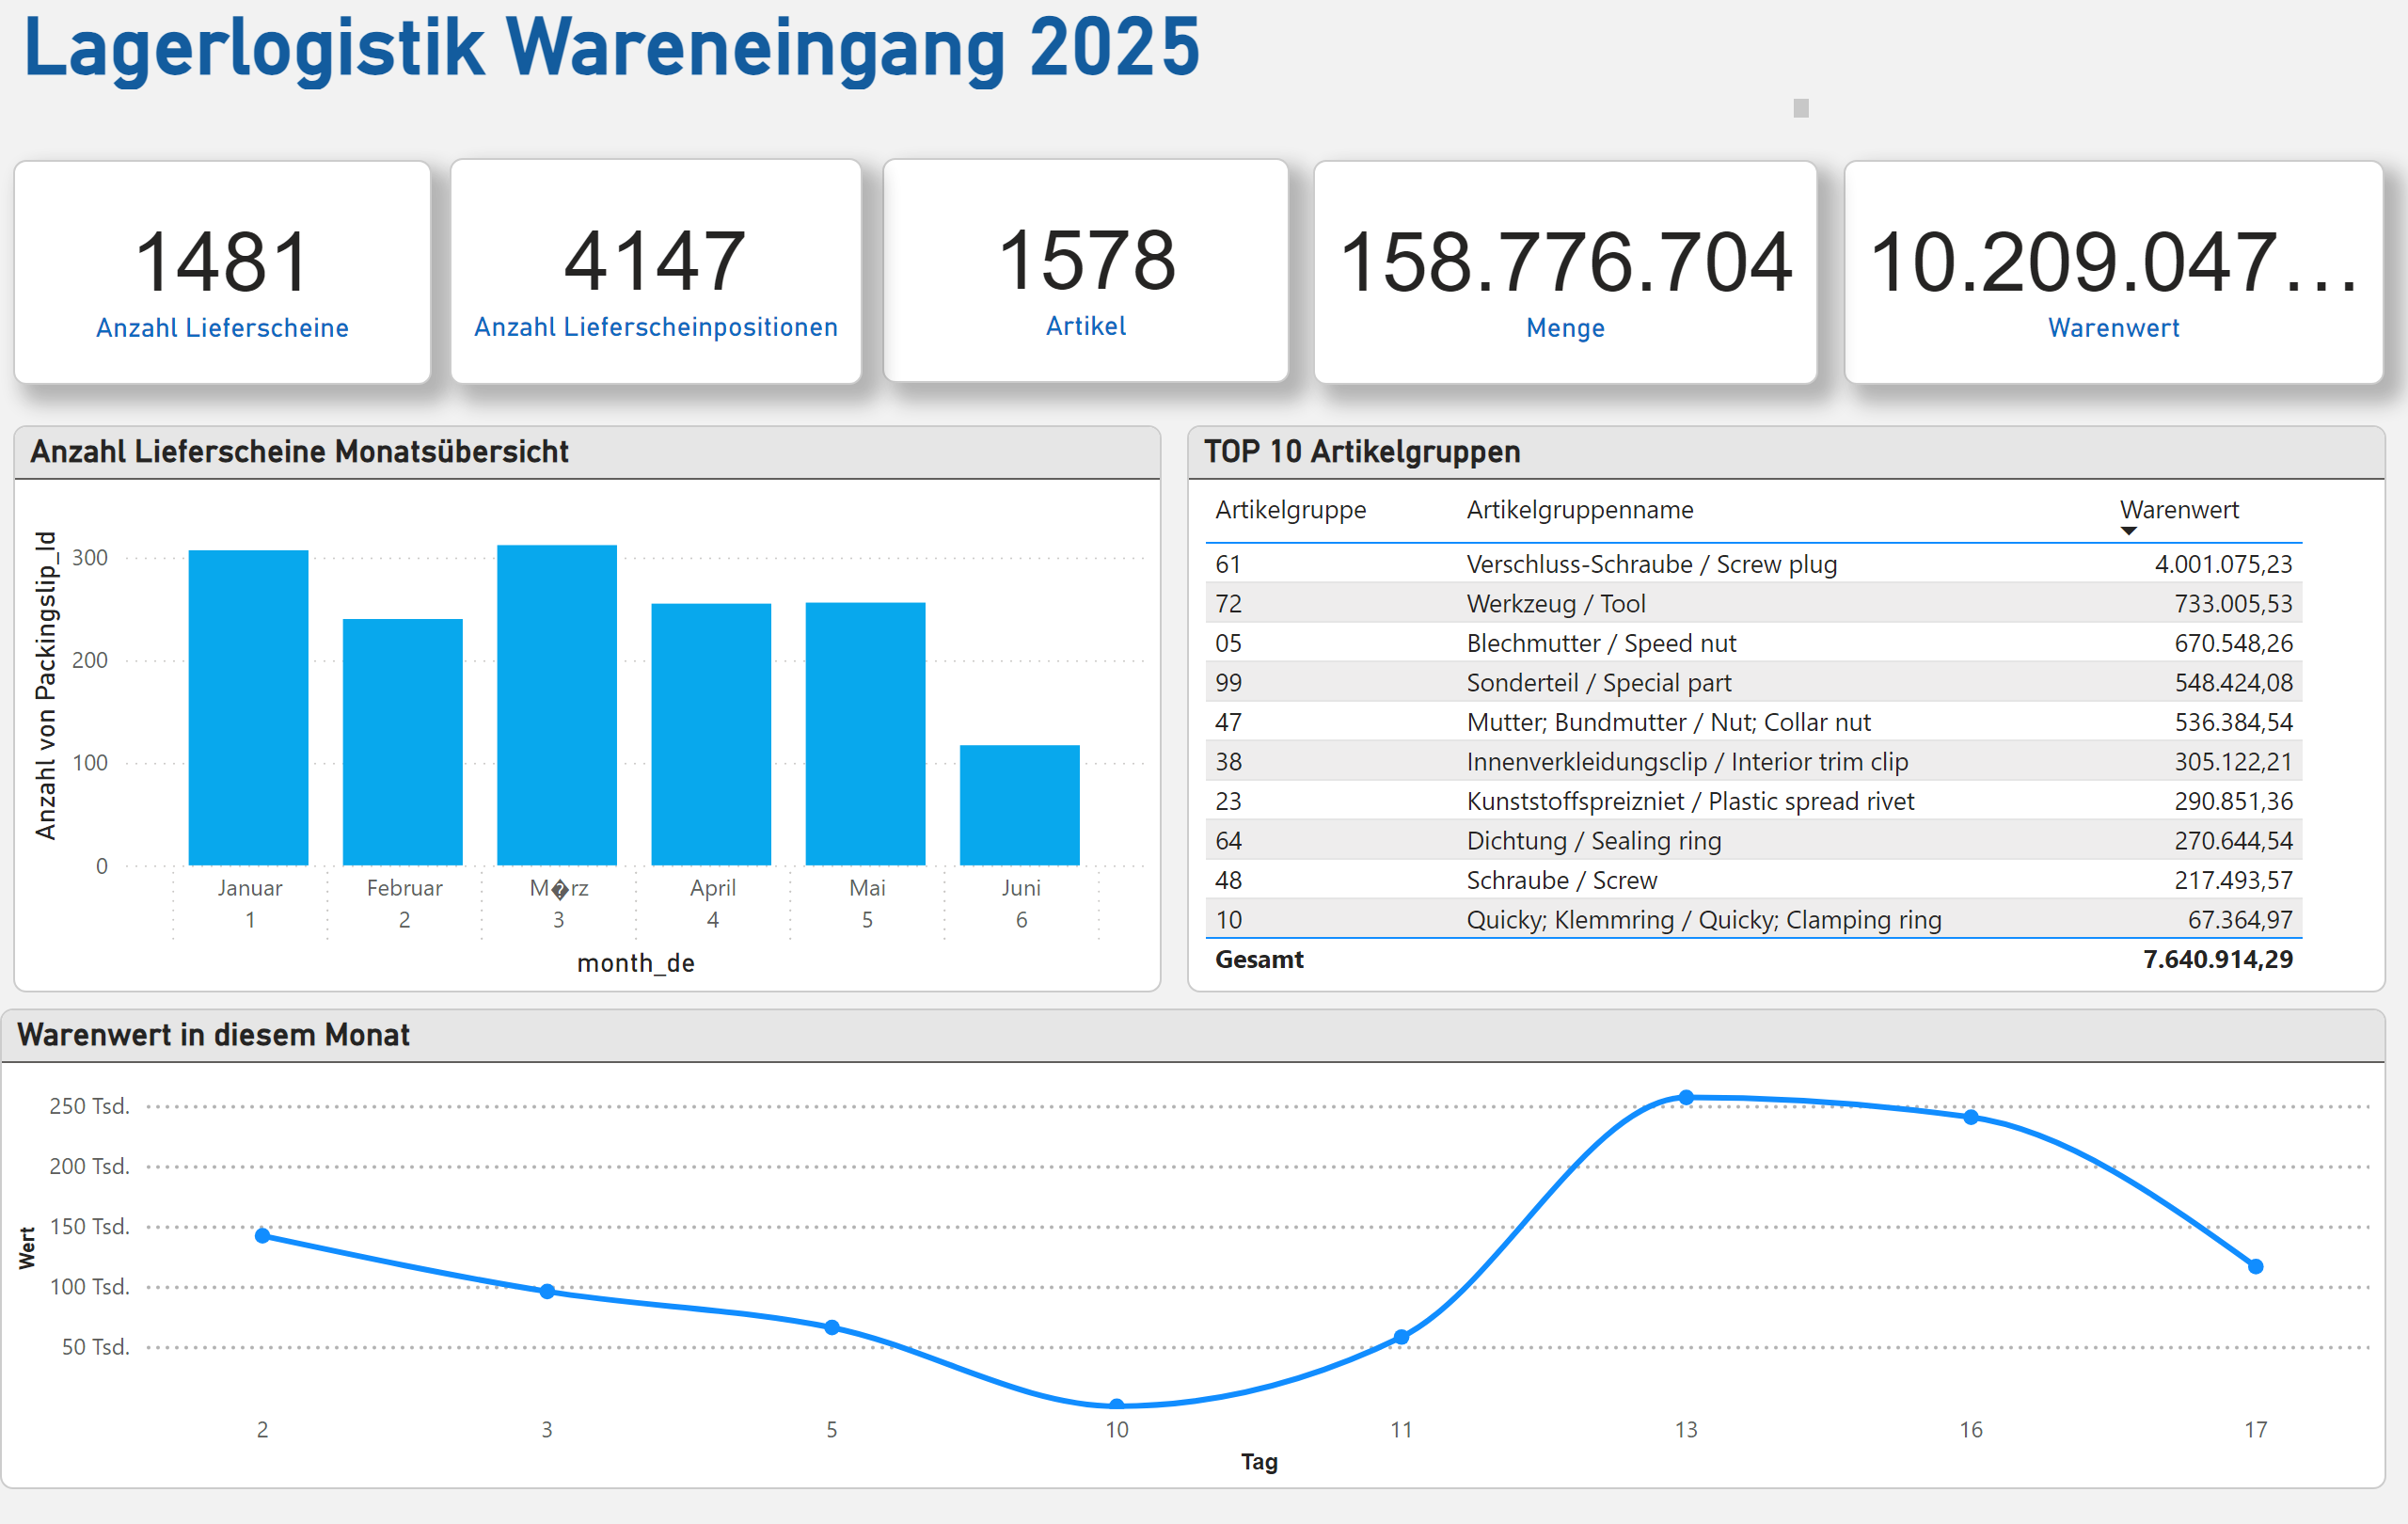 Lagerlogistik Wareneingang 2025
1481
Anzahl Lieferscheine
4147
Anzahl Lieferscheinpositionen
1578
Artikel
158.776.704
Menge
10.209.047...
Warenwert
Anzahl Lieferscheine Monatsübersicht
Anzahl von Packingslip_Id
300
200
100
0
Januar Februar M�rz April Mai Juni
1 2 3 4 5 6
month_de
TOP 10 Artikelgruppen
Artikelgruppe Artikelgruppenname Warenwert
61 Verschluss-Schraube / Screw plug 4.001.075,23
72 Werkzeug / Tool 733.005,53
05 Blechmutter / Speed nut 670.548,26
99 Sonderteil / Special part 548.424,08
47 Mutter; Bundmutter / Nut; Collar nut 536.384,54
38 Innenverkleidungsclip / Interior trim clip 305.122,21
23 Kunststoffspreizniet / Plastic spread rivet 290.851,36
64 Dichtung / Sealing ring 270.644,54
48 Schraube / Screw 217.493,57
10 Quicky; Klemmring / Quicky; Clamping ring 67.364,97
Gesamt 7.640.914,29
Warenwert in diesem Monat
Wert
250 Tsd.
200 Tsd.
150 Tsd.
100 Tsd.
50 Tsd.
2 3 5 10 11 13 16 17
Tag